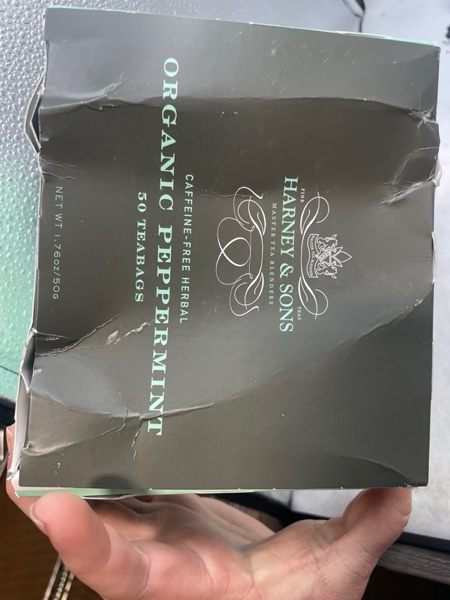 FINE TEAS
HARNEY & SONS
MASTER TEA BLENDERS
CAFFEINE-FREE HERBAL
ORGANIC PEPPERMINT
50 TEABAGS
NET WT 1.76oz/50g